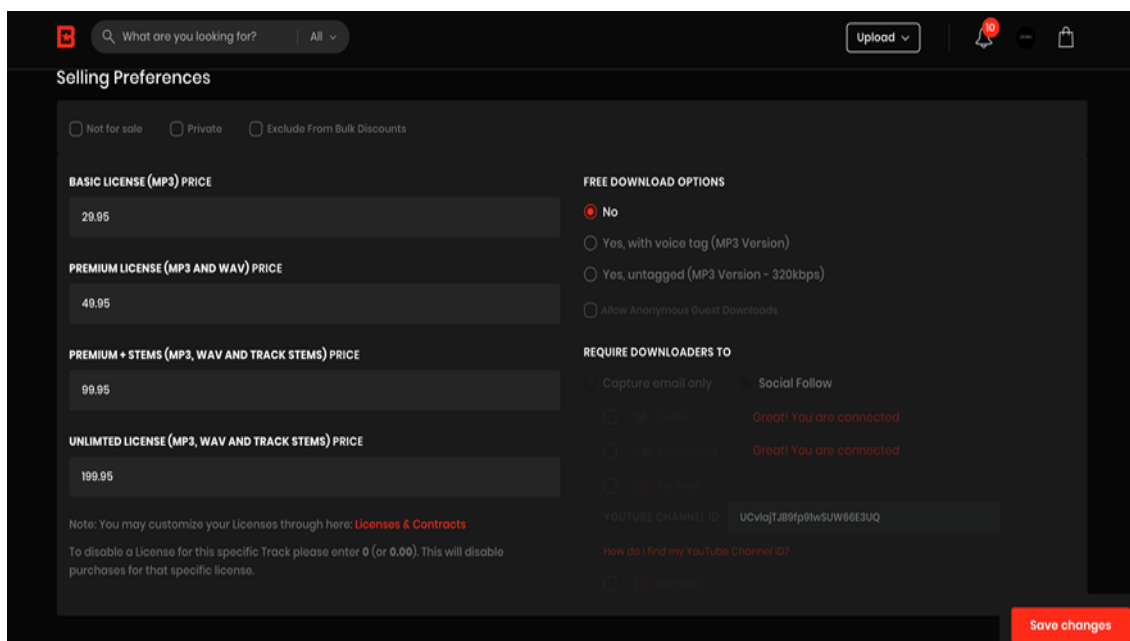 What are you looking for?
All
Upload
10
Selling Preferences
Not for sale
Private
Exclude From Bulk Discounts
BASIC LICENSE (MP3) PRICE
29.95
PREMIUM LICENSE (MP3 AND WAV) PRICE
49.95
PREMIUM + STEMS (MP3, WAV AND TRACK STEMS) PRICE
99.95
UNLIMTED LICENSE (MP3, WAV AND TRACK STEMS) PRICE
199.95
Note: You may customize your Licenses through here: Licenses & Contracts
To disable a License for this specific Track please enter 0 (or 0.00). This will disable
purchases for that specific license.
FREE DOWNLOAD OPTIONS
No
Yes, with voice tag (MP3 Version)
Yes, untagged (MP3 Version - 320kbps)
Allow Anonymous Guest Downloads
REQUIRE DOWNLOADERS TO
Capture email only
Social Follow
Great! You are connected
Great! You are connected
YOUTUBE CHANNEL ID
How do I find my YouTube Channel ID?
Save changes